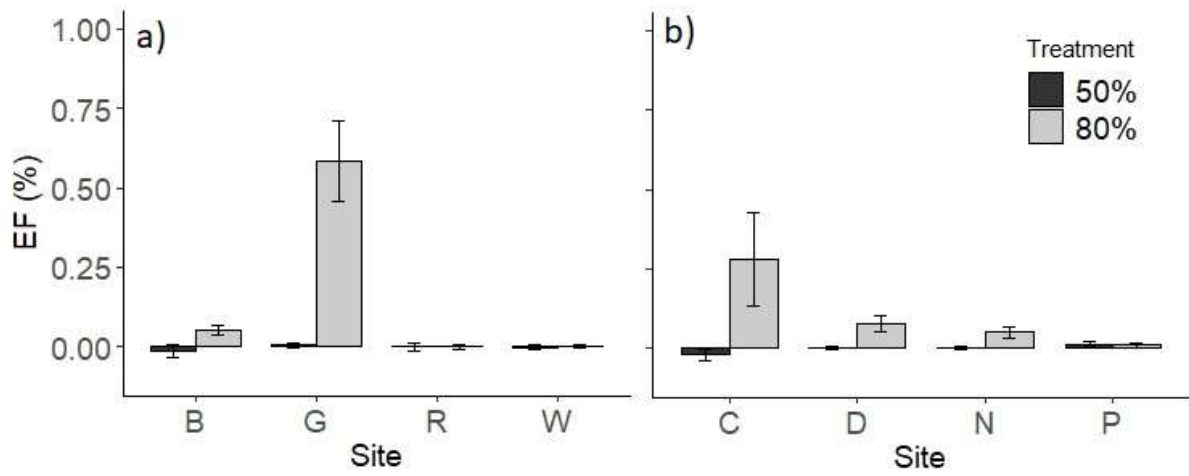 a)
EF (%)
1.00
0.75
0.50
0.25
0.00
B G R W
Site
b)
Treatment
50%
80%
C D N P
Site